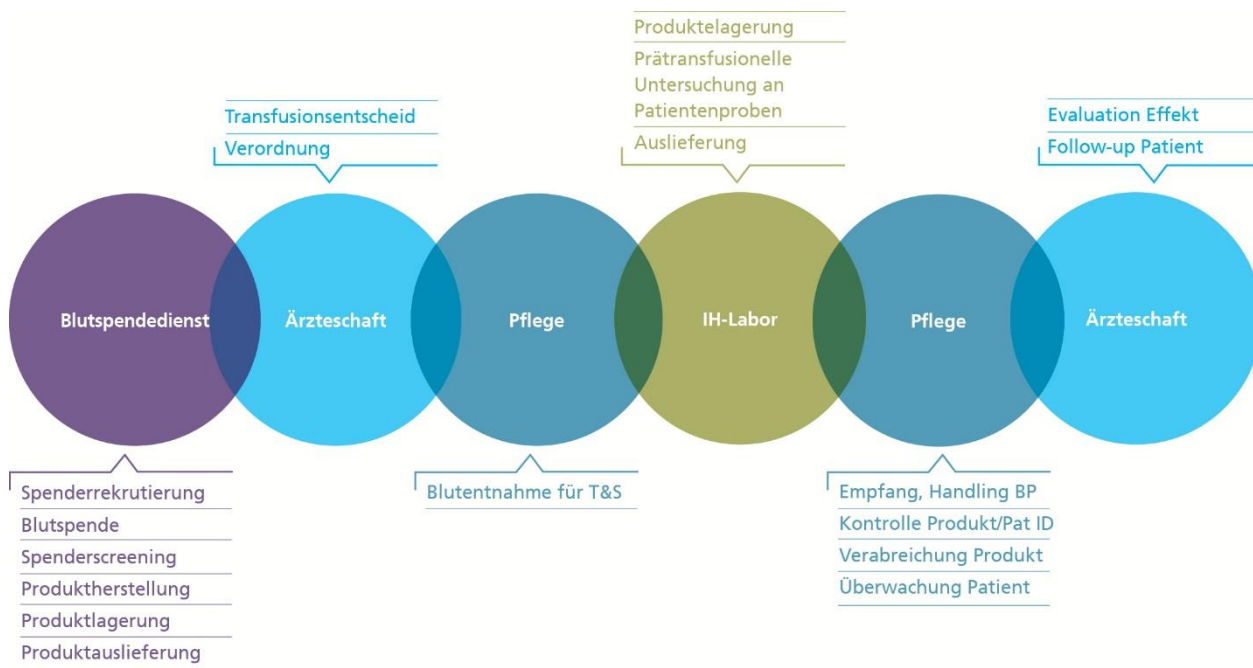 Produktelagerung
Prätransfusionelle
Untersuchung an
Patientenproben
Auslieferung
Transfusionsentscheid
Verordnung
Evaluation Effekt
Follow-up Patient
Blutspendedienst
Ärzteschaft
Pflege
IH-Labor
Pflege
Ärzteschaft
Spenderrekrutierung
Blutspende
Spenderscreening
Produktherstellung
Produktlagerung
Produktauslieferung
Blutentnahme für T&S
Empfang, Handling BP
Kontrolle Produkt/Pat ID
Verabreichung Produkt
Überwachung Patient